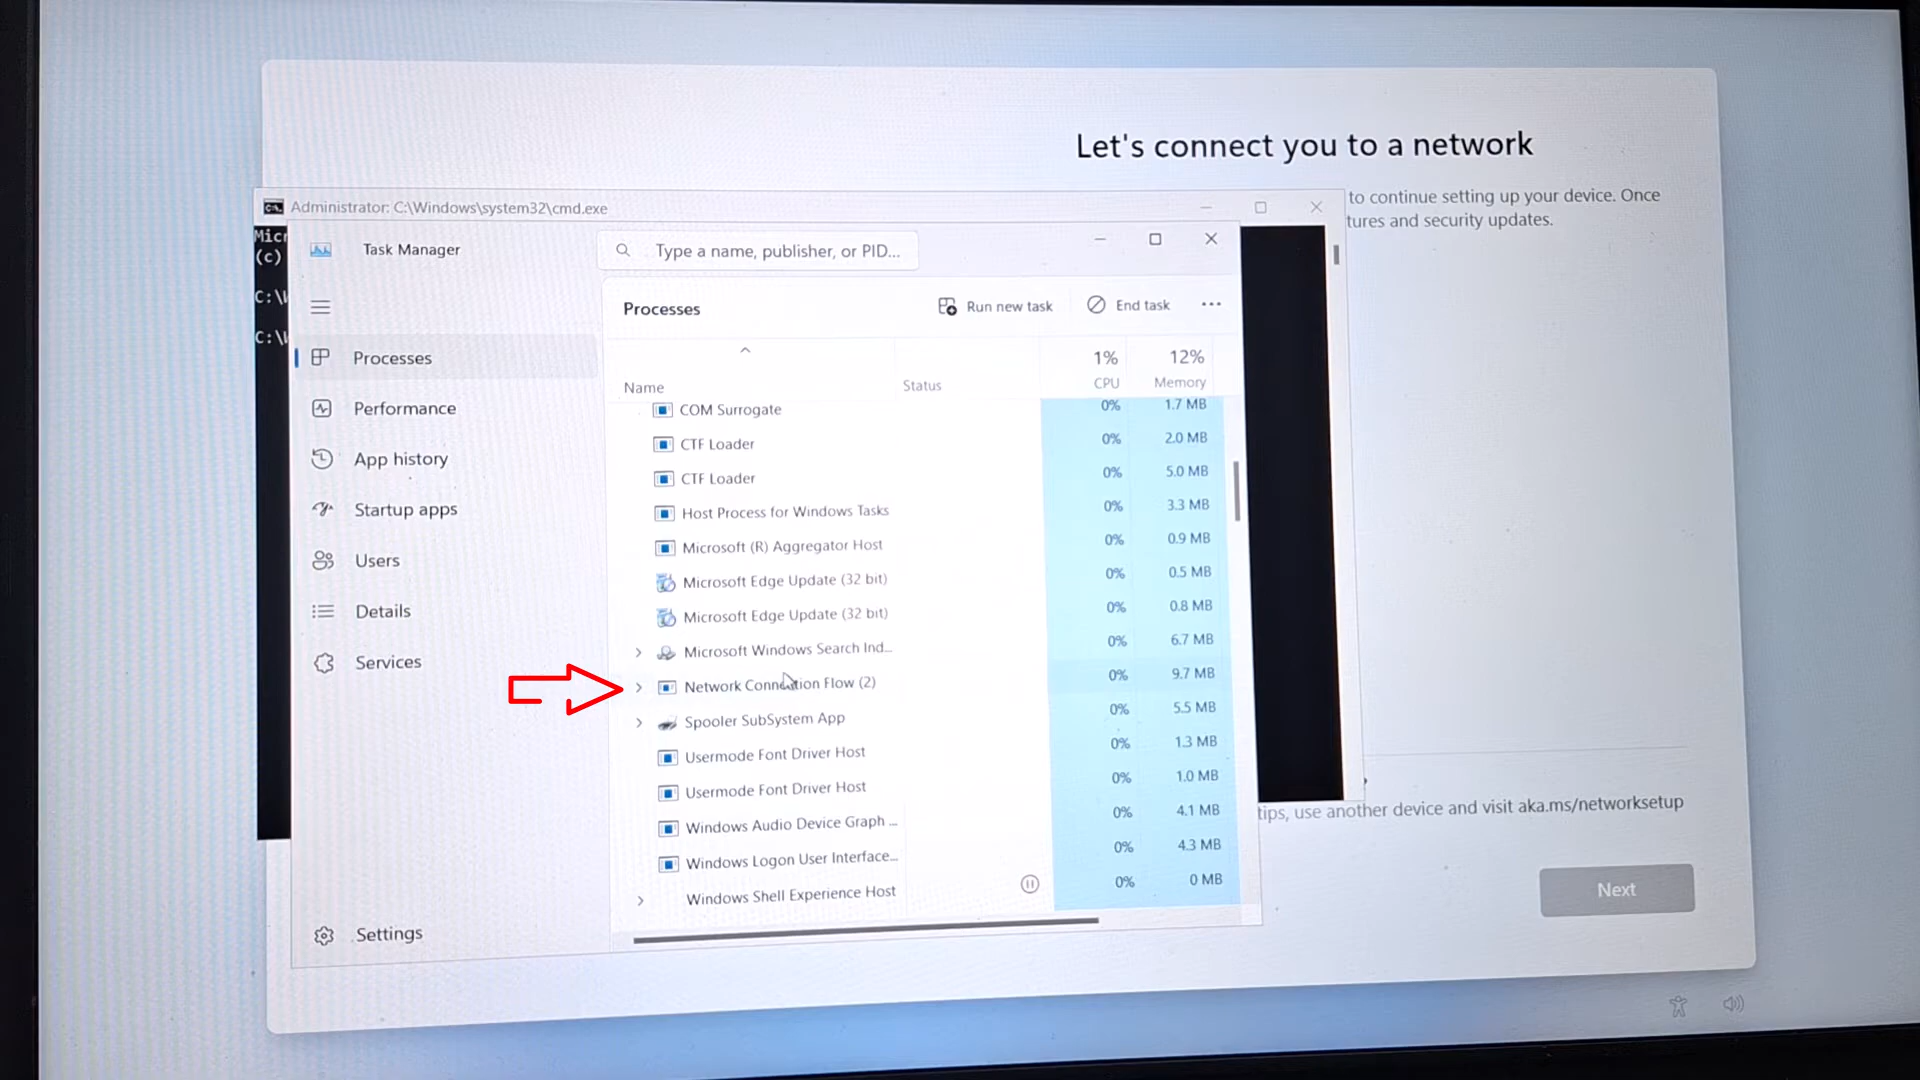 Let's connect you to a network
to continue setting up your device. Once
tures and security updates.
Administrator: C:\Windows\system32\cmd.exe
Micr
(c)
C:\W
C:\W
Task Manager
Type a name, publisher, or PID...
Processes
Run new task
End task
Processes
Performance
App history
Startup apps
Users
Details
Services
Settings
1% 12%
Name Status CPU Memory
COM Surrogate 0% 1.7 MB
CTF Loader 0% 2.0 MB
CTF Loader 0% 5.0 MB
Host Process for Windows Tasks 0% 3.3 MB
Microsoft (R) Aggregator Host 0% 0.9 MB
Microsoft Edge Update (32 bit) 0% 0.5 MB
Microsoft Edge Update (32 bit) 0% 0.8 MB
Microsoft Windows Search Ind... 0% 6.7 MB
Network Connection Flow (2) 0% 9.7 MB
Spooler SubSystem App 0% 5.5 MB
Usermode Font Driver Host 0% 1.3 MB
Usermode Font Driver Host 0% 1.0 MB
Windows Audio Device Graph ... 0% 4.1 MB
Windows Logon User Interface... 0% 4.3 MB
Windows Shell Experience Host 0% 0 MB
tips, use another device and visit aka.ms/networksetup
Next